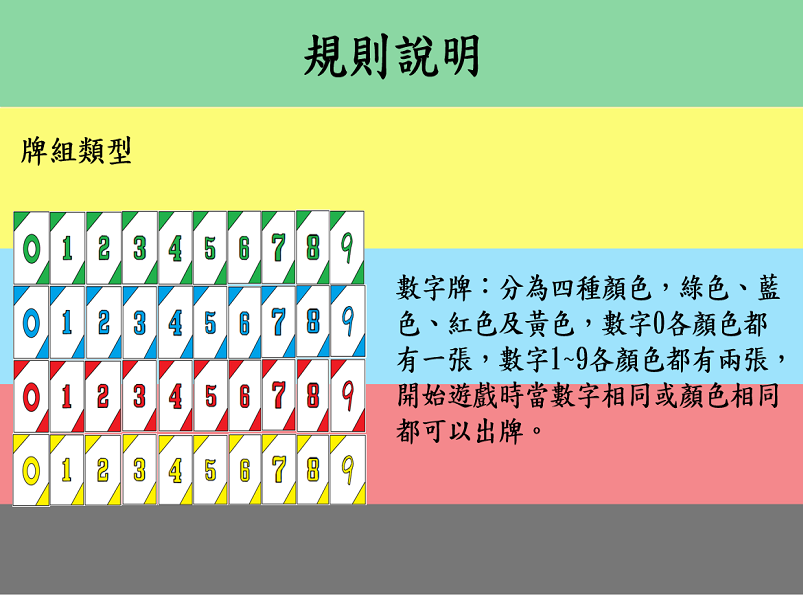 規則說明
牌組類型
0 1 2 3 4 5 6 7 8 9
0 1 2 3 4 5 6 7 8 9
0 1 2 3 4 5 6 7 8 9
0 1 2 3 4 5 6 7 8 9
數字牌：分為四種顏色，綠色、藍
色、紅色及黃色，數字0各顏色都
有一張，數字1~9各顏色都有兩張，
開始遊戲時當數字相同或顏色相同
都可以出牌。